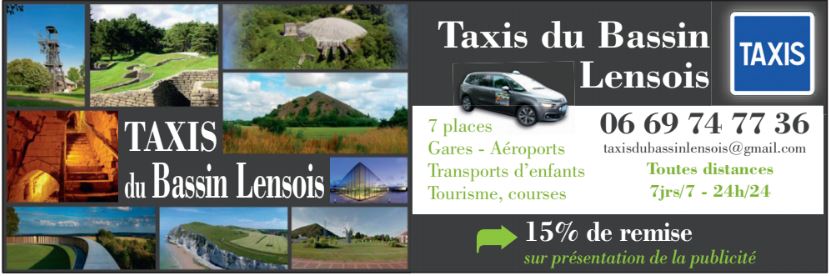 TAXIS
du Bassin Lensois
Taxis du Bassin
Lensois
TAXIS
7 places
Gares - Aéroports
Transports d'enfants
Tourisme, courses
06 69 74 77 36
taxisdubassinlensois@gmail.com
Toutes distances
7jrs/7 - 24h/24
15% de remise
sur présentation de la publicité